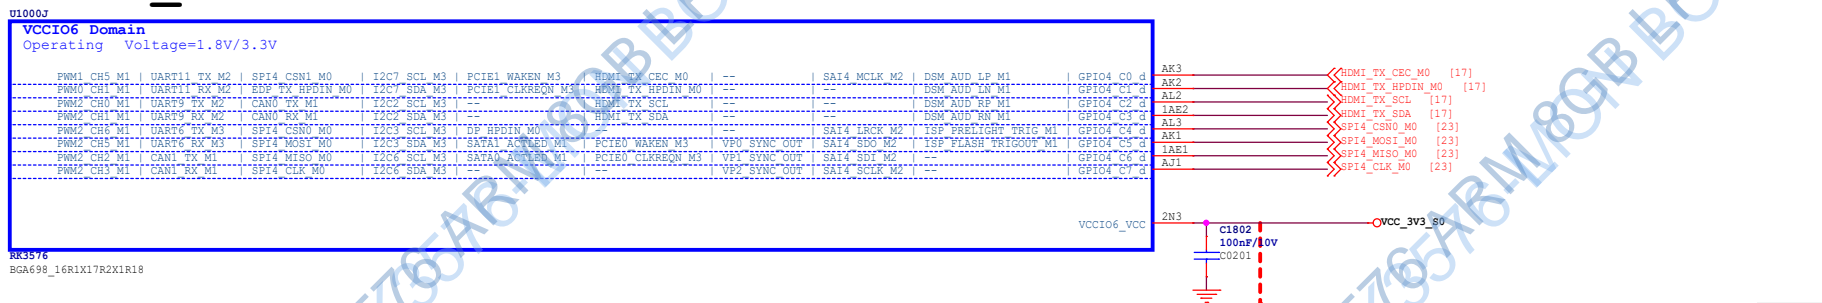 U1000J
VCCIO6 Domain
Operating Voltage=1.8V/3.3V
PWM1_CH5_M1 | UART11_TX_M2 | SPI4_CSN1_M0 | I2C7_SCL_M3 | PCIE1_WAKEN_M3 | HDMI_TX_CEC_M0 | -- | SAI4_MCLK_M2 | DSM_AUD_LP_M1 | GPIO4_C0_d AK3 HDMI_TX_CEC_M0 [17]
PWM0_CH1_M1 | UART11_RX_M2 | EDP_TX_HPDIN_M0 | I2C7_SDA_M3 | PCIE1_CLKREQN_M3 | HDMI_TX_HPDIN_M0 | -- | -- | DSM_AUD_LN_M1 | GPIO4_C1_d AK2 HDMI_TX_HPDIN_M0 [17]
PWM2_CH0_M1 | UART9_TX_M2 | CAN0_TX_M1 | I2C2_SCL_M3 | -- | HDMI_TX_SCL | -- | -- | DSM_AUD_RP_M1 | GPIO4_C2_d AL2 HDMI_TX_SCL [17]
PWM2_CH1_M1 | UART9_RX_M2 | CAN0_RX_M1 | I2C2_SDA_M3 | -- | HDMI_TX_SDA | -- | -- | DSM_AUD_RN_M1 | GPIO4_C3_d 1AE2 HDMI_TX_SDA [17]
PWM2_CH6_M1 | UART6_TX_M3 | SPI4_CSN0_M0 | I2C3_SCL_M3 | DP_HPDIN_M0 | -- | -- | SAI4_LRCK_M2 | ISP_PRELIGHT_TRIG_M1 | GPIO4_C4_d AL3 SPI4_CSN0_M0 [23]
PWM2_CH5_M1 | UART6_RX_M3 | SPI4_MOSI_M0 | I2C3_SDA_M3 | SATA1_ACTLED_M1 | PCIE0_WAKEN_M3 | VP0_SYNC_OUT | SAI4_SDO_M2 | ISP_FLASH_TRIGOUT_M1 | GPIO4_C5_d AK1 SPI4_MOSI_M0 [23]
PWM2_CH2_M1 | CAN1_TX_M1 | SPI4_MISO_M0 | I2C6_SCL_M3 | SATA0_ACTLED_M1 | PCIE0_CLKREQN_M3 | VP1_SYNC_OUT | SAI4_SDI_M2 | -- | GPIO4_C6_d 1AE1 SPI4_MISO_M0 [23]
PWM2_CH3_M1 | CAN1_RX_M1 | SPI4_CLK_M0 | I2C6_SDA_M3 | -- | -- | VP2_SYNC_OUT | SAI4_SCLK_M2 | -- | GPIO4_C7_d AJ1 SPI4_CLK_M0 [23]
VCCIO6_VCC 2N3 VCC_3V3_S0
C1802
100nF/10V
C0201
RK3576
BGA698_16R1X17R2X1R18